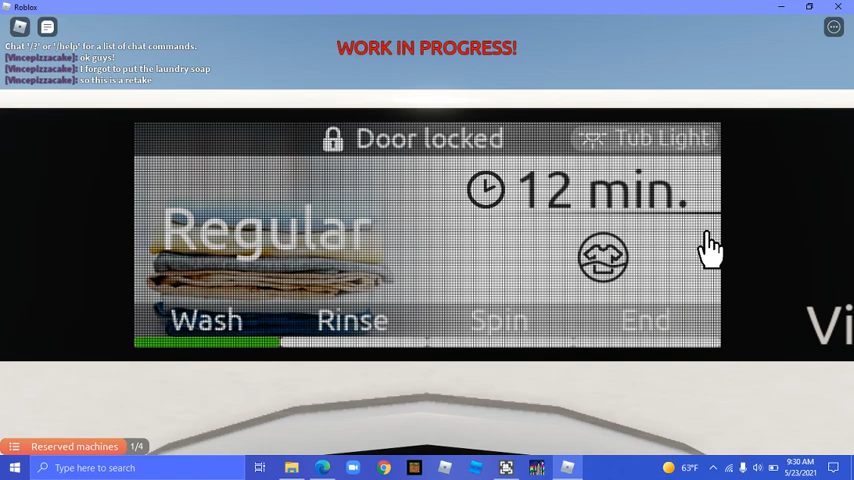 Roblox
Chat '/?' or '/help' for a list of chat commands.
[Vincepizzacake]: ok guys!
[Vincepizzacake]: I forgot to put the laundry soap
[Vincepizzacake]: so this is a retake
WORK IN PROGRESS!
Door locked
Tub Light
12 min.
Regular
Wash Rinse Spin End
Vi
Reserved machines 1/4
Type here to search
63°F
9:30 AM
5/23/2021